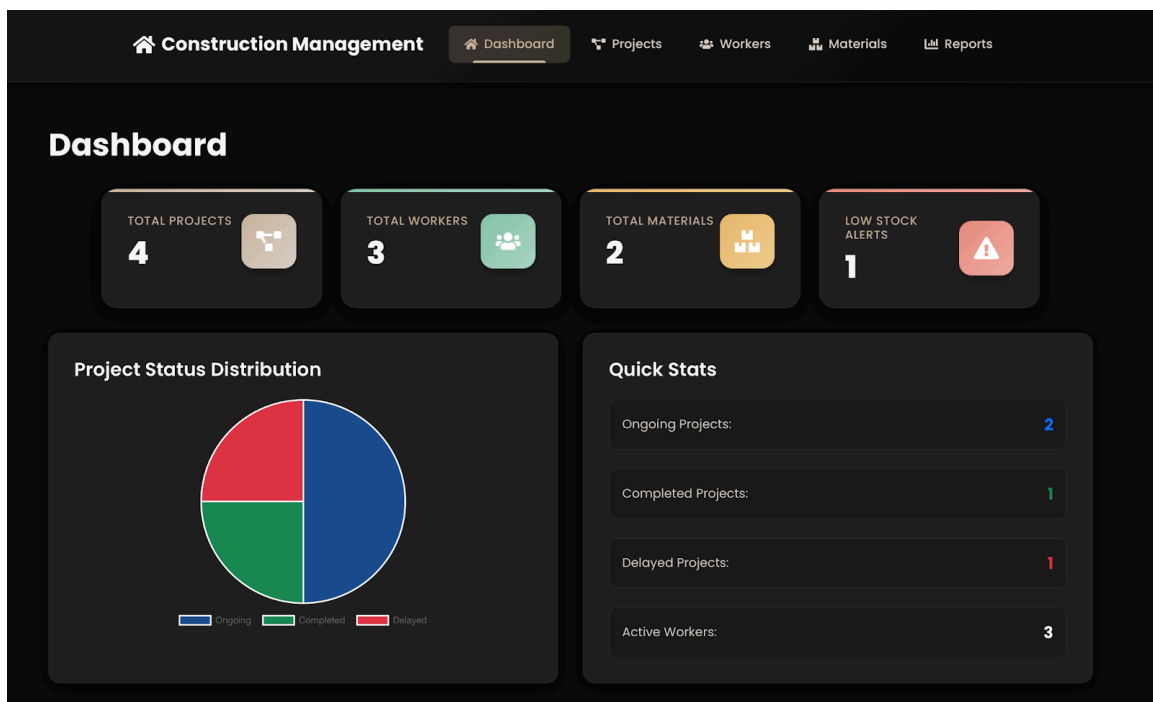 Construction Management
Dashboard
Projects
Workers
Materials
Reports
Dashboard
TOTAL PROJECTS
4
TOTAL WORKERS
3
TOTAL MATERIALS
2
LOW STOCK
ALERTS
1
Project Status Distribution
Ongoing
Completed
Delayed
Quick Stats
Ongoing Projects: 2
Completed Projects: 1
Delayed Projects: 1
Active Workers: 3